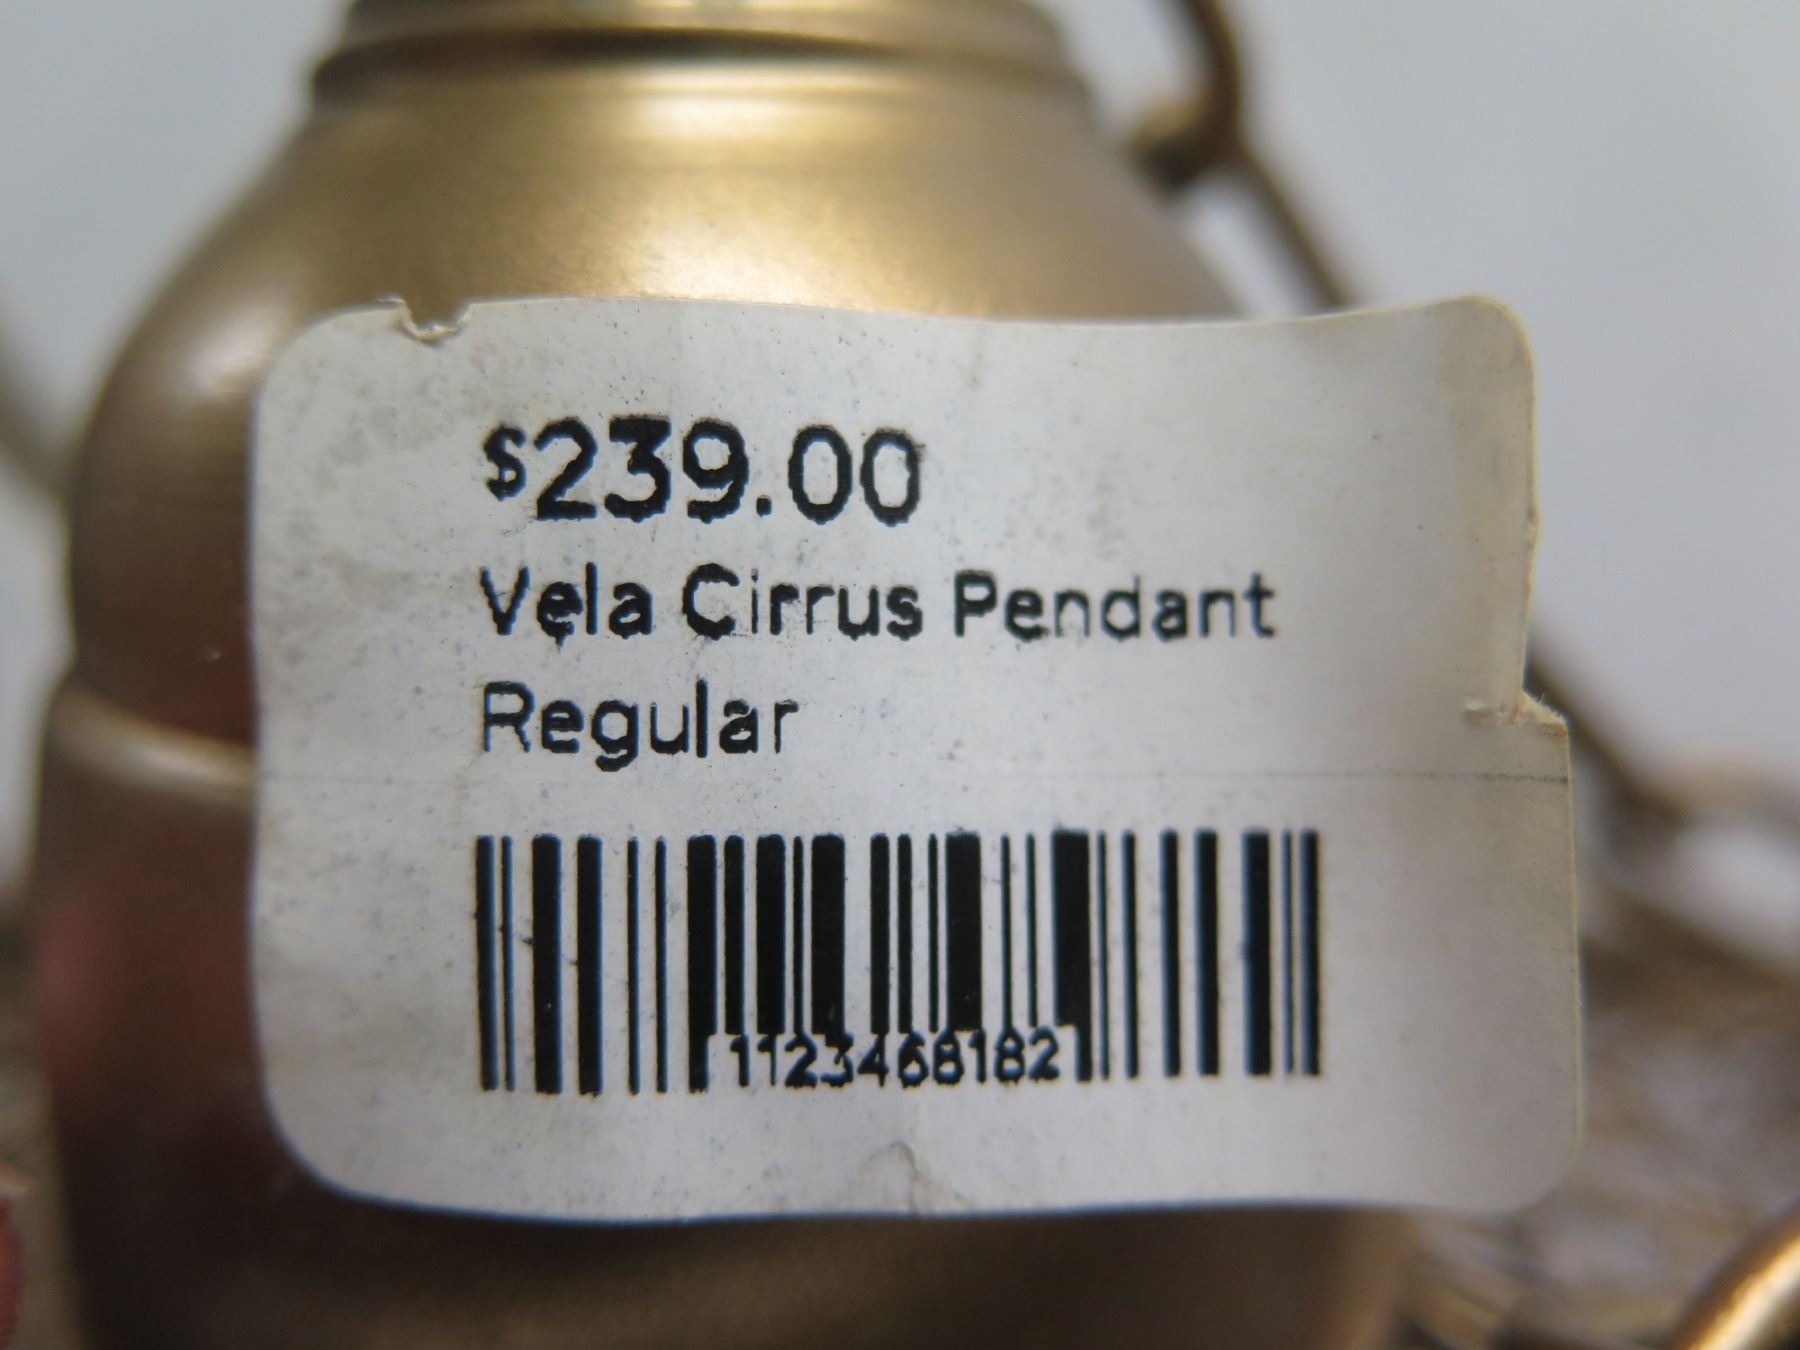 $239.00
Vela Cirrus Pendant
Regular
1123468182